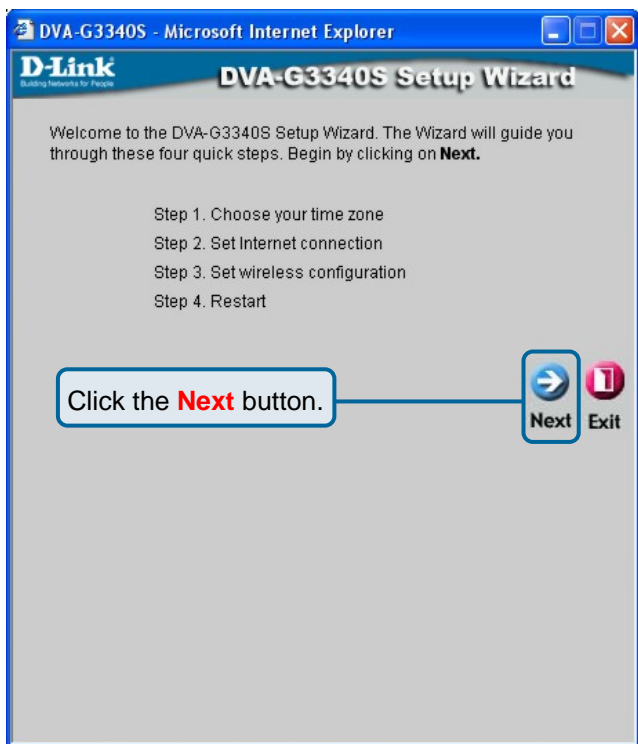 DVA-G3340S - Microsoft Internet Explorer
D-Link
Building Networks for People
DVA-G3340S Setup Wizard
Welcome to the DVA-G3340S Setup Wizard. The Wizard will guide you
through these four quick steps. Begin by clicking on Next.
Step 1. Choose your time zone
Step 2. Set Internet connection
Step 3. Set wireless configuration
Step 4. Restart
Click the Next button.
Next
Exit